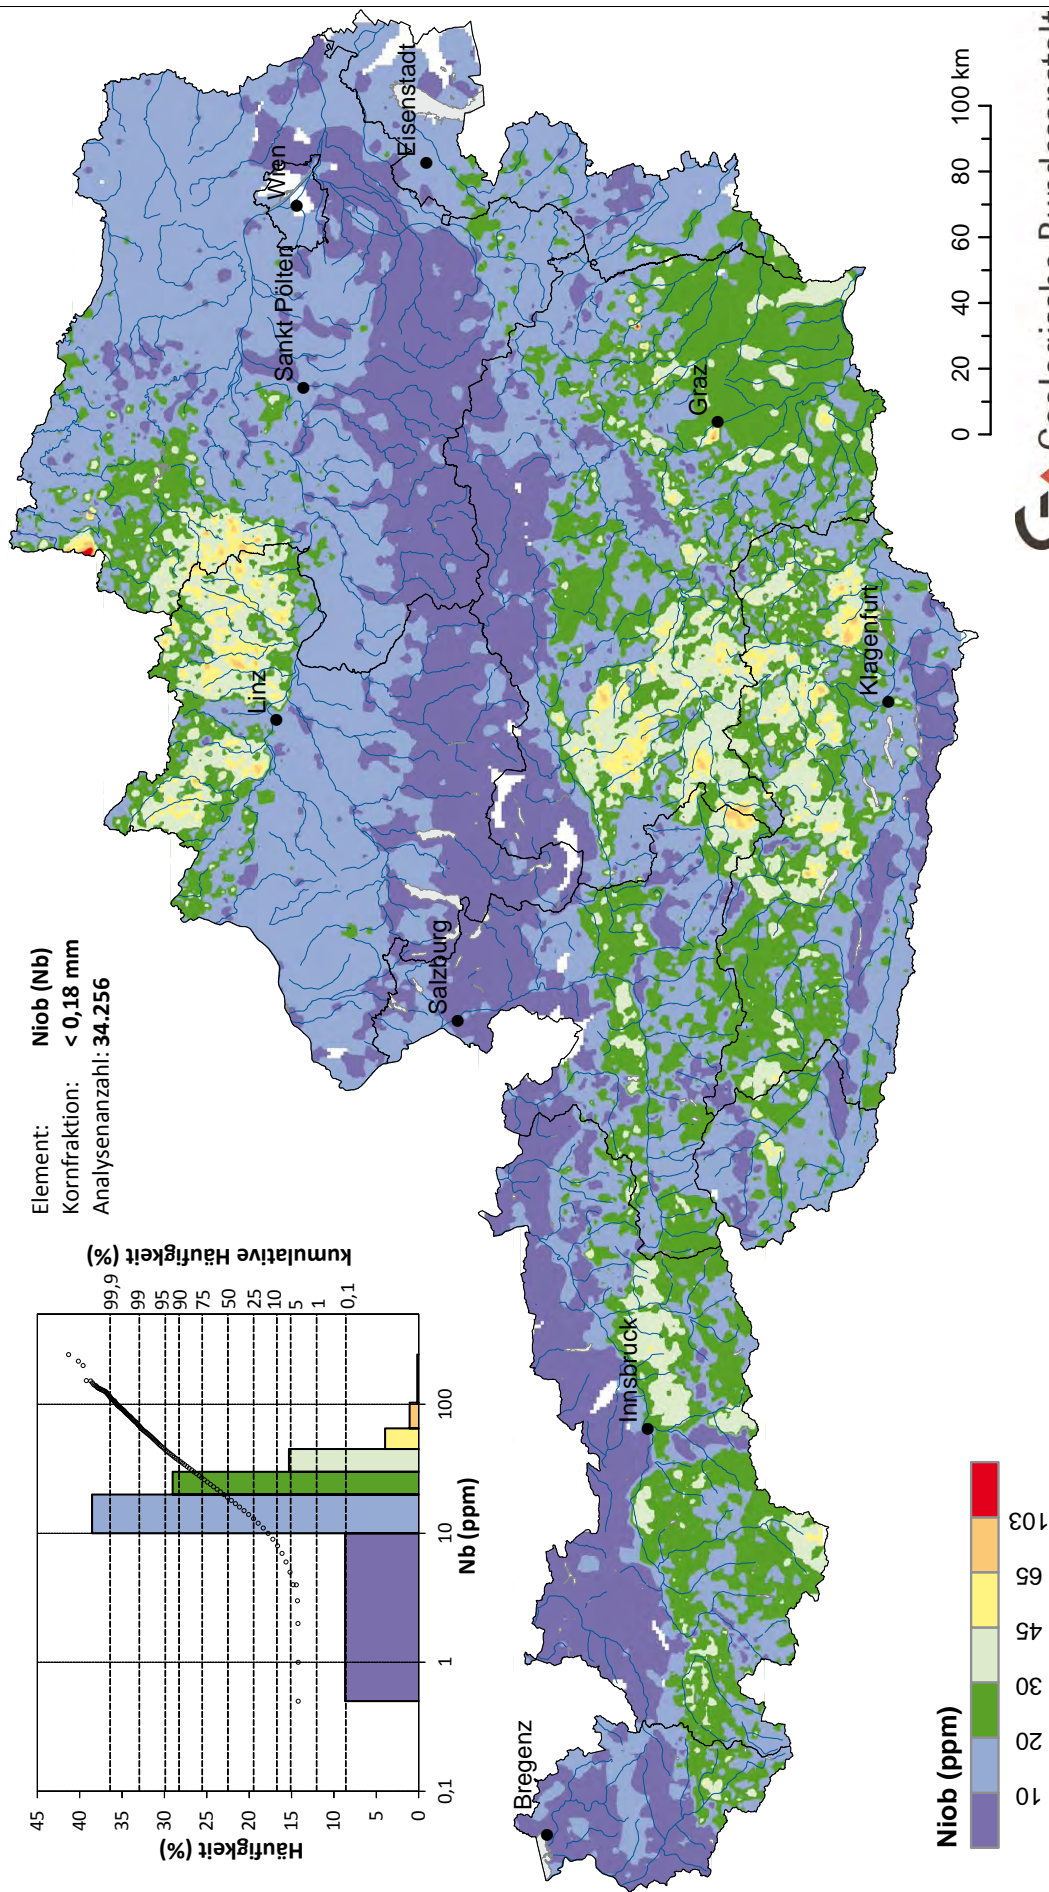 Element: Niob (Nb)
Kornfraktion: < 0,18 mm
Analysenanzahl: 34.256
Häufigkeit (%)
45
40
35
30
25
20
15
10
5
0
kumulative Häufigkeit (%)
99,9
99
95
90
75
50
25
10
5
1
0,1
0,1
1
10
100
Nb (ppm)
Bregenz
Innsbruck
Salzburg
Linz
Sankt Pölten
Wien
Eisenstadt
Graz
Klagenfurt
Niob (ppm)
10
20
30
45
65
103
0
20
40
60
80
100 km
Geologische Bundesanstalt